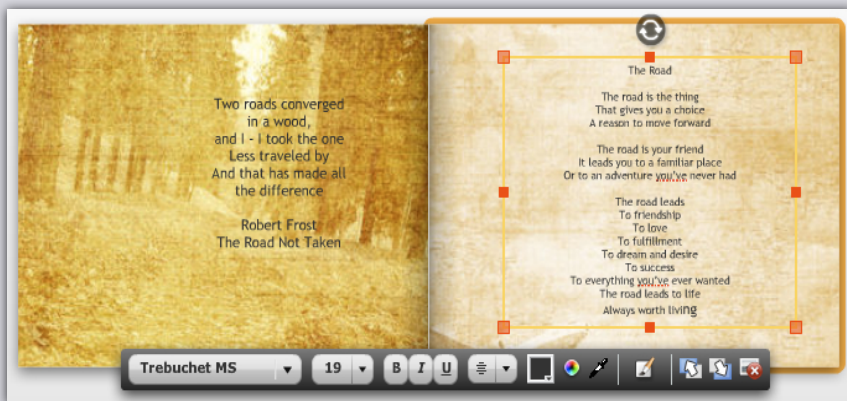 Two roads converged
in a wood,
and I - I took the one
Less traveled by
And that has made all
the difference
Robert Frost
The Road Not Taken
The Road
The road is the thing
That gives you a choice
A reason to move forward
The road is your friend
It leads you to a familiar place
Or to an adventure you've never had
The road leads
To friendship
To love
To fulfillment
To dream and desire
To success
To everything you've ever wanted
The road leads to life
Always worth living
Trebuchet MS
19
B I U